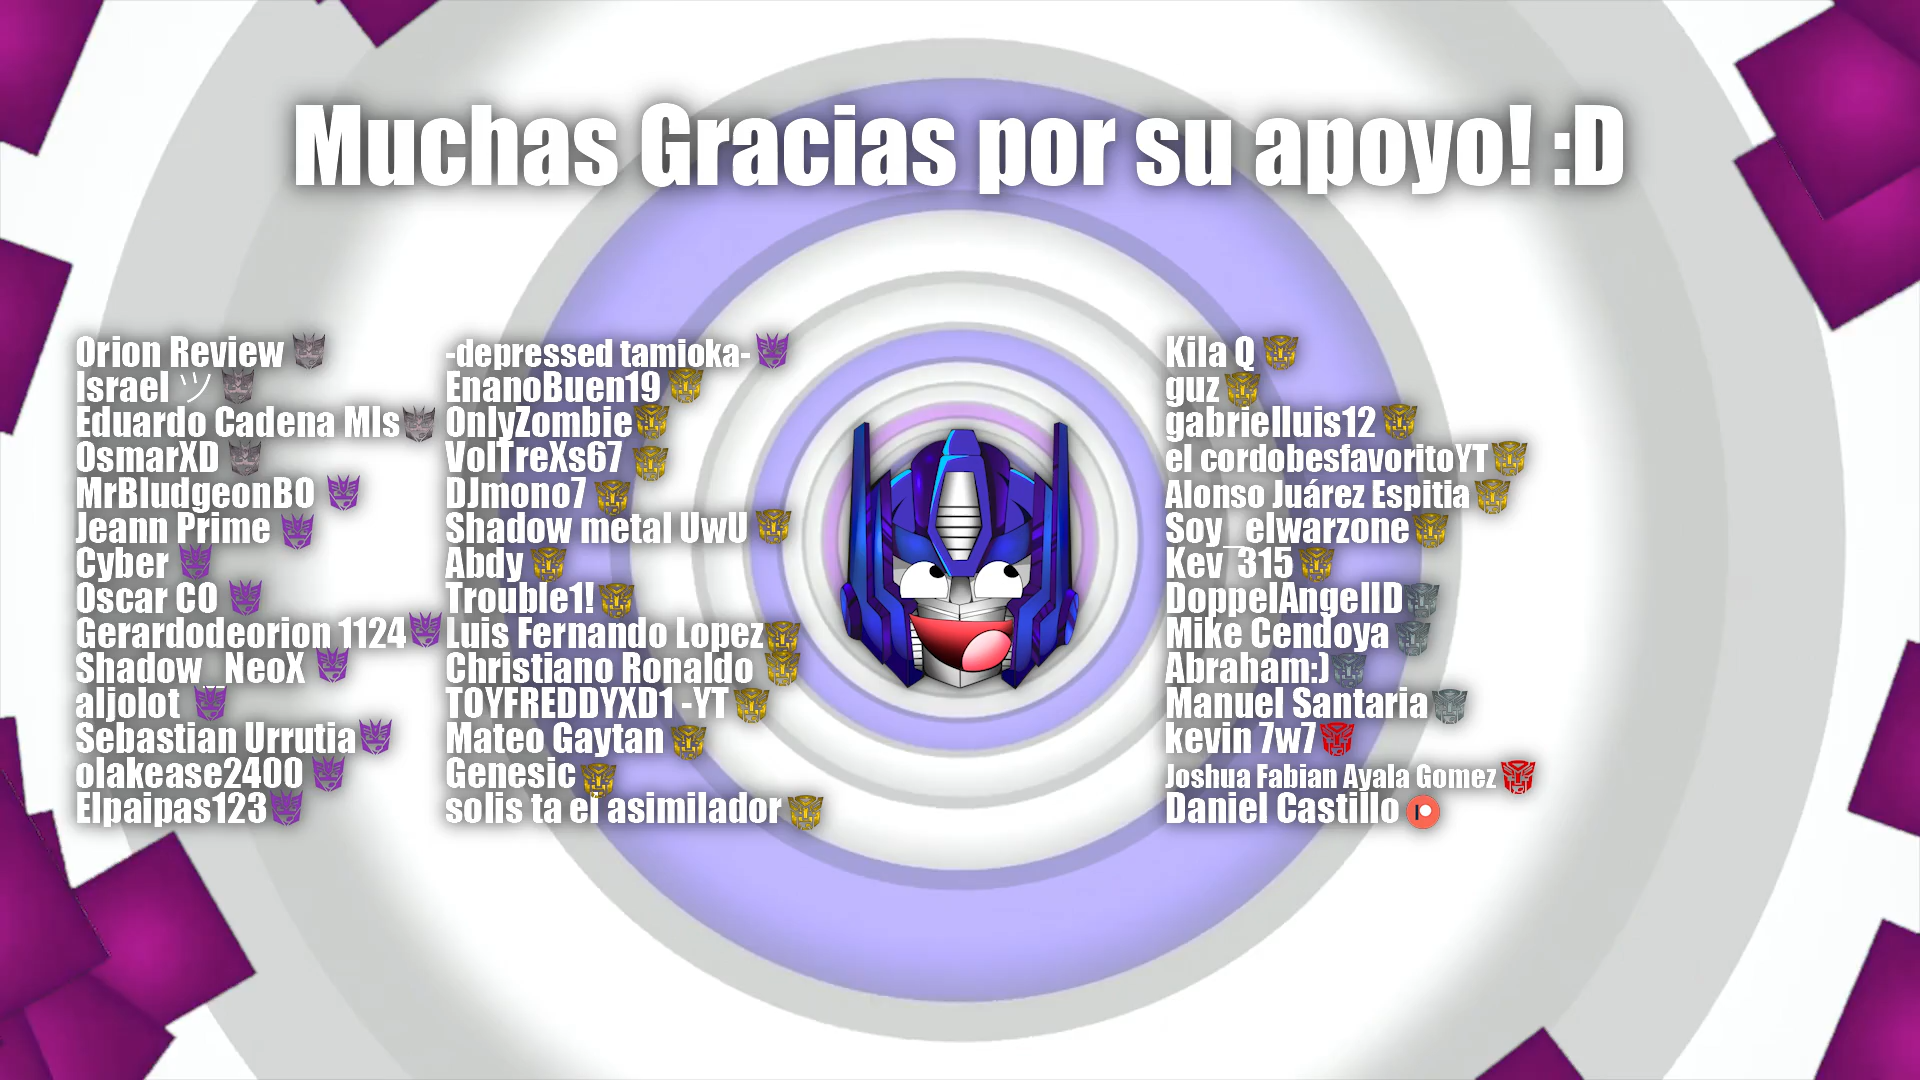 Muchas Gracias por su apoyo! :D
Orion Review
Israel ツ
Eduardo Cadena Mls
OsmarXD
MrBludgeonBO
Jeann Prime
Cyber
Oscar CO
Gerardodeorion 1124
Shadow_NeoX
aljolot
Sebastian Urrutia
olakease2400
Elpaipas123
-depressed tamioka-
EnanoBuen19
OnlyZombie
VolTreXs67
DJmono7
Shadow metal UwU
Abdy
Trouble1!
Luis Fernando Lopez
Christiano Ronaldo
TOYFREDDYXD1 -YT
Mateo Gaytan
Genesic
solis ta el asimilador
Kila Q
guz
gabrielluis12
el cordobesfavoritoYT
Alonso Juárez Espitia
Soy_elwarzone
Kev_315
DoppelAngelID
Mike Cendoya
Abraham:)
Manuel Santaria
kevin 7w7
Joshua Fabian Ayala Gomez
Daniel Castillo